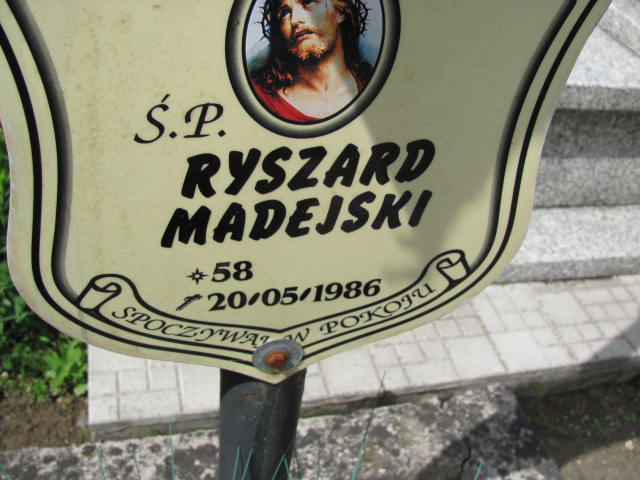 Ś.P.
RYSZARD
MADEJSKI
58
20/05/1986
SPOCZYWAJ W POKOJU